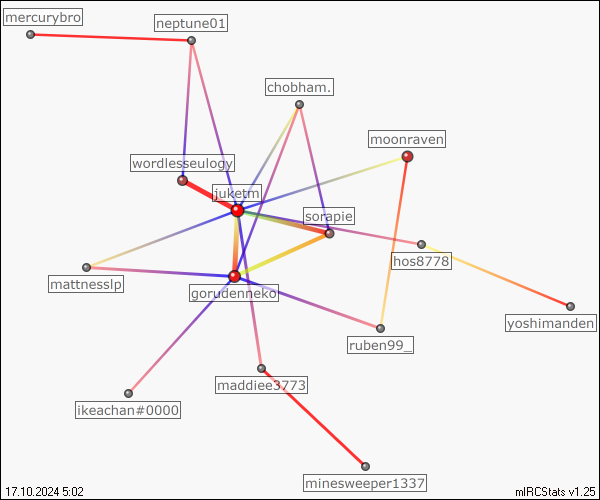 mercurybro
neptune01
chobham.
moonraven
wordlesseulogy
juketm
sorapie
hos8778
mattnesslp
gorudenneko
yoshimanden
ruben99_
maddiee3773
ikeachan#0000
minesweeper1337
17.10.2024 5:02
mIRCStats v1.25